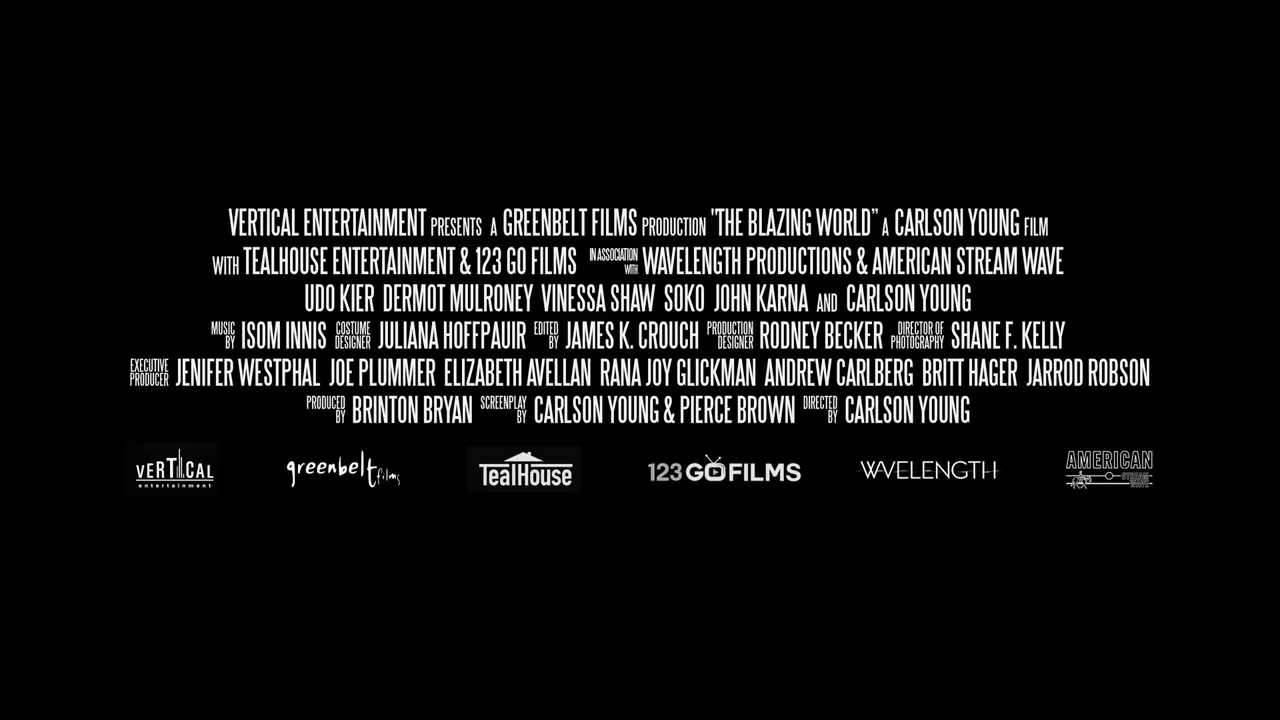 VERTICAL ENTERTAINMENT PRESENTS A GREENBELT FILMS PRODUCTION "THE BLAZING WORLD” A CARLSON YOUNG FILM
WITH TEALHOUSE ENTERTAINMENT & 123 GO FILMS IN ASSOCIATION WITH WAVELENGTH PRODUCTIONS & AMERICAN STREAM WAVE
UDO KIER DERMOT MULRONEY VINESSA SHAW SOKO JOHN KARNA AND CARLSON YOUNG
MUSIC BY ISOM INNIS COSTUME DESIGNER JULIANA HOFFPAUIR EDITED BY JAMES K. CROUCH PRODUCTION DESIGNER RODNEY BECKER DIRECTOR OF PHOTOGRAPHY SHANE F. KELLY
EXECUTIVE PRODUCER JENIFER WESTPHAL JOE PLUMMER ELIZABETH AVELLAN RANA JOY GLICKMAN ANDREW CARLBERG BRITT HAGER JARROD ROBSON
PRODUCED BY BRINTON BRYAN SCREENPLAY BY CARLSON YOUNG & PIERCE BROWN DIRECTED BY CARLSON YOUNG
VERTICAL entertainment greenbelt films TealHouse 123 GO FILMS WAVELENGTH AMERICAN STREAM WAVE